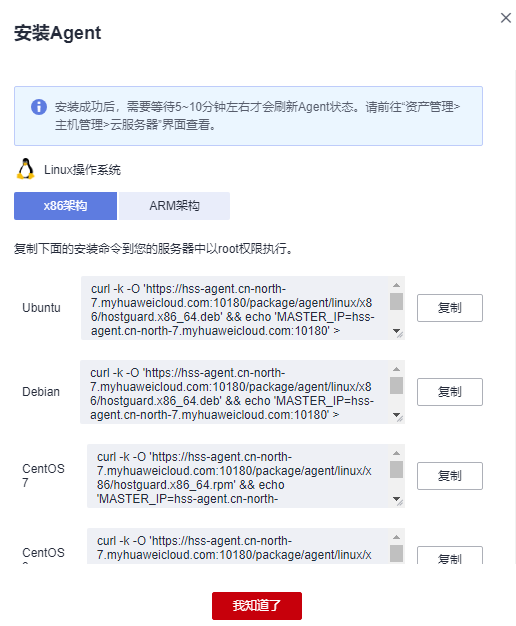 安装Agent
安装成功后，需要等待5~10分钟左右才会刷新Agent状态。请前往“资产管理>
主机管理>云服务器”界面查看。
Linux操作系统
x86架构
ARM架构
复制下面的安装命令到您的服务器中以root权限执行。
Ubuntu
curl -k -O 'https://hss-agent.cn-north-
7.myhuaweicloud.com:10180/package/agent/linux/x8
6/hostguard.x86_64.deb' && echo 'MASTER_IP=hss-
agent.cn-north-7.myhuaweicloud.com:10180' >
复制
Debian
curl -k -O 'https://hss-agent.cn-north-
7.myhuaweicloud.com:10180/package/agent/linux/x8
6/hostguard.x86_64.deb' && echo 'MASTER_IP=hss-
agent.cn-north-7.myhuaweicloud.com:10180' >
复制
CentOS
7
curl -k -O 'https://hss-agent.cn-north-
7.myhuaweicloud.com:10180/package/agent/linux/x
86/hostguard.x86_64.rpm' && echo
'MASTER_IP=hss-agent.cn-north-
复制
CentOS
curl -k -O 'https://hss-agent.cn-north-
7.myhuaweicloud.com:10180/package/agent/linux/x
复制
我知道了